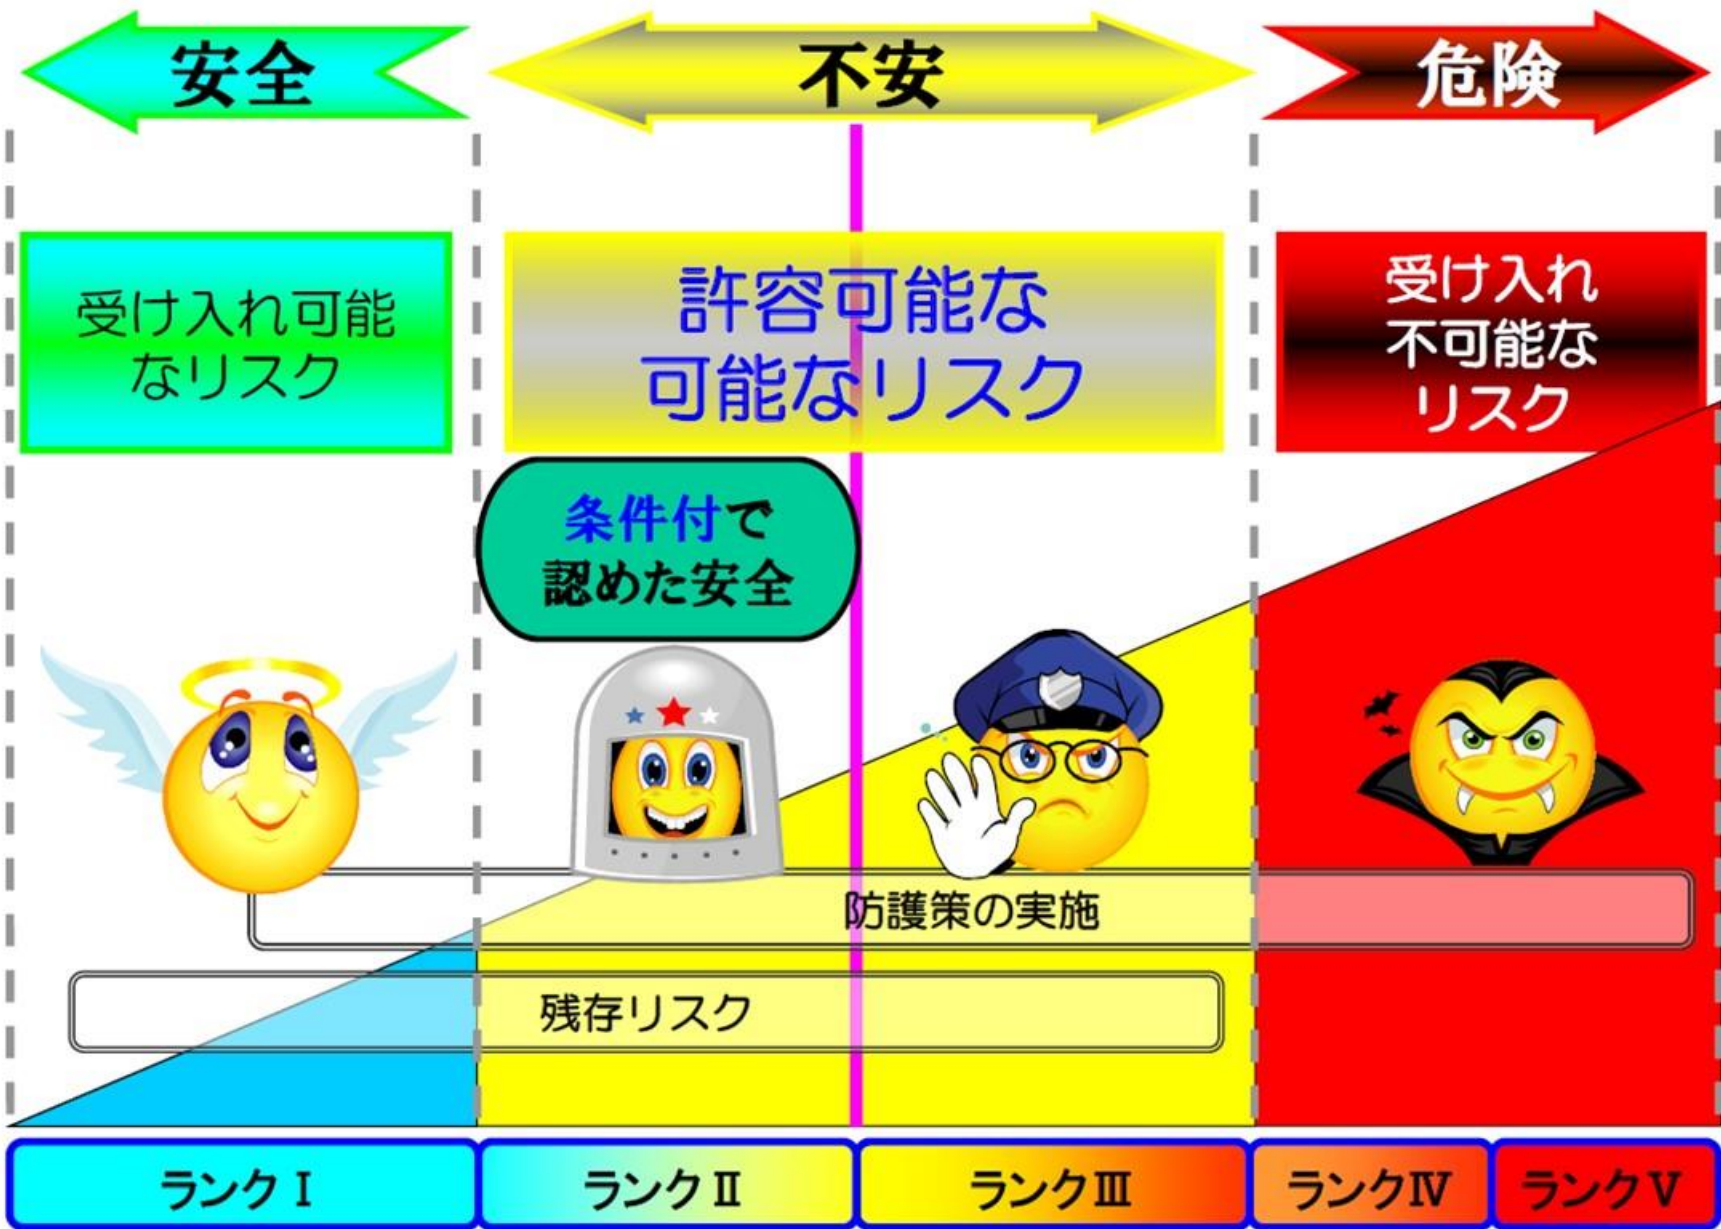 安全
不安
危険
受け入れ可能
なリスク
許容可能な
可能なリスク
受け入れ
不可能な
リスク
条件付で
認めた安全
防護策の実施
残存リスク
ランクⅠ
ランクⅡ
ランクⅢ
ランクⅣ
ランクⅤ